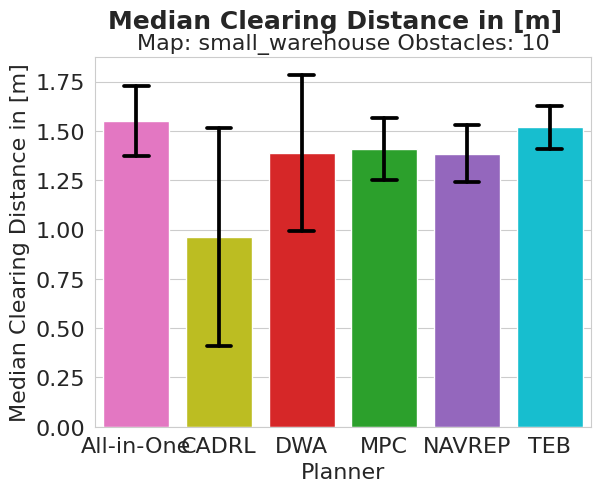 Median Clearing Distance in [m]
Map: small_warehouse Obstacles: 10
Median Clearing Distance in [m]
1.75
1.50
1.25
1.00
0.75
0.50
0.25
0.00
All-in-One CADRL DWA MPC NAVREP TEB
Planner